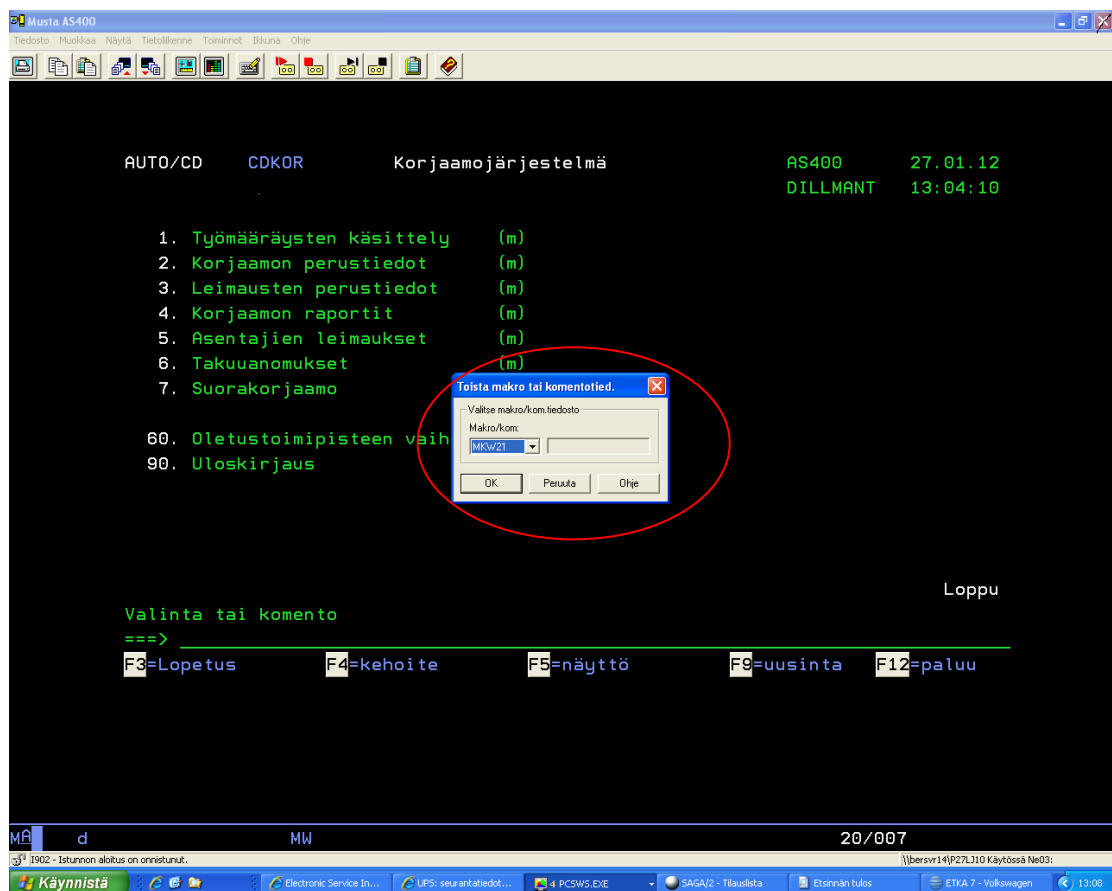 Musta AS400
Tiedosto Muokkaa Näytä Tietoliikenne Toiminnot Ikkuna Ohje
AUTO/CD CDKOR Korjaamojärjestelmä AS400 27.01.12
DILLMANT 13:04:10
1. Työmääräysten käsittely (m)
2. Korjaamon perustiedot (m)
3. Leimausten perustiedot (m)
4. Korjaamon raportit (m)
5. Asentajien leimaukset (m)
6. Takuuanomukset (m)
7. Suorakorjaamo
60. Oletustoimipisteen vaih
90. Uloskirjaus
Toista makro tai komentotied.
Valitse makro/kom.tiedosto
Makro/kom:
MKW21
OK Peruuta Ohje
Loppu
Valinta tai komento
===>
F3=Lopetus F4=kehoite F5=näyttö F9=uusinta F12=paluu
MA d MW 20/007
I902 - Istunnon aloitus on onnistunut. \\bersvr14\P27LJ10 Käytössä Ne03:
Käynnistä Electronic Service In... UPS: seurantatiedot... 4 PCSWS.EXE SAGA/2 - Tilauslista Etsinnän tulos ETKA 7 - Volkswagen 13:08